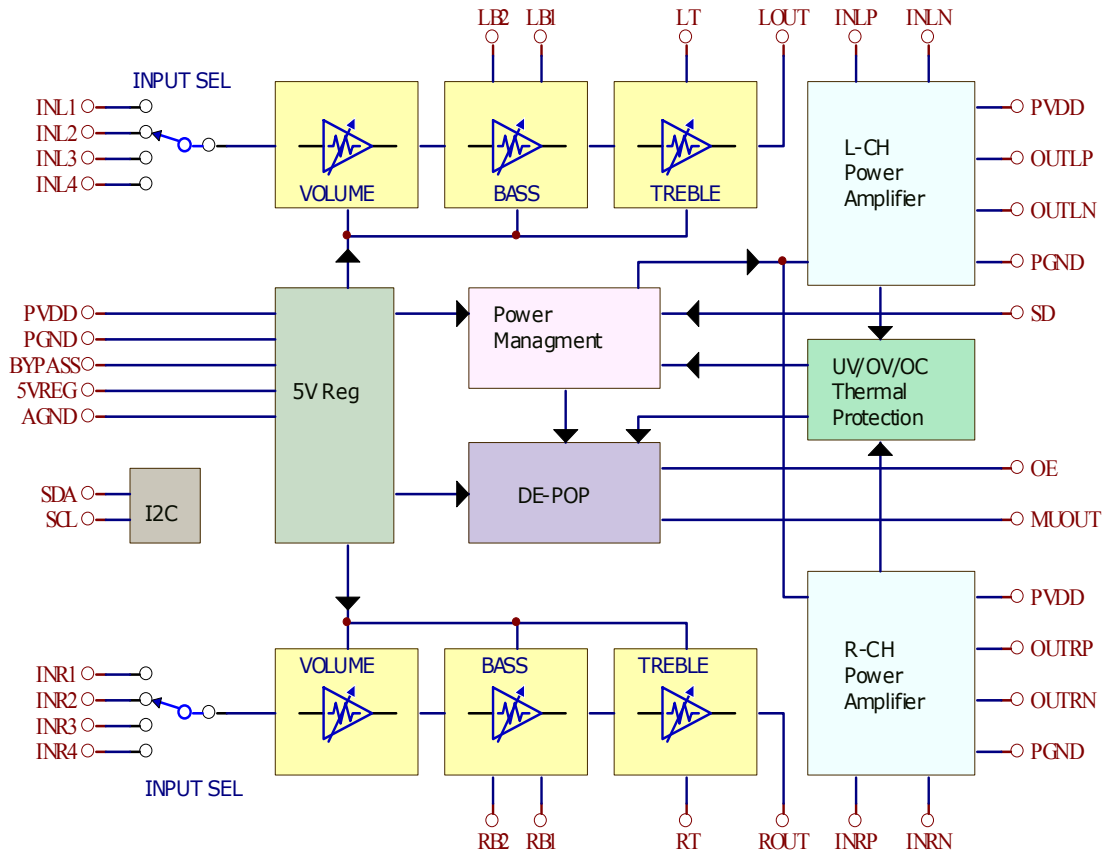 LB2
LB1
LT
LOUT
INLP
INLN
INPUT SEL
INL1
INL2
INL3
INL4
VOLUME
BASS
TREBLE
L-CH
Power
Amplifier
PVDD
OUTLP
OUTLN
PGND
SD
PVDD
PGND
BYPASS
5VREG
AGND
5V Reg
Power
Managment
UV/OV/OC
Thermal
Protection
SDA
SCL
I2C
DE-POP
OE
MUOUT
INR1
INR2
INR3
INR4
INPUT SEL
VOLUME
BASS
TREBLE
R-CH
Power
Amplifier
PVDD
OUTRP
OUTRN
PGND
RB2
RB1
RT
ROUT
INRP
INRN